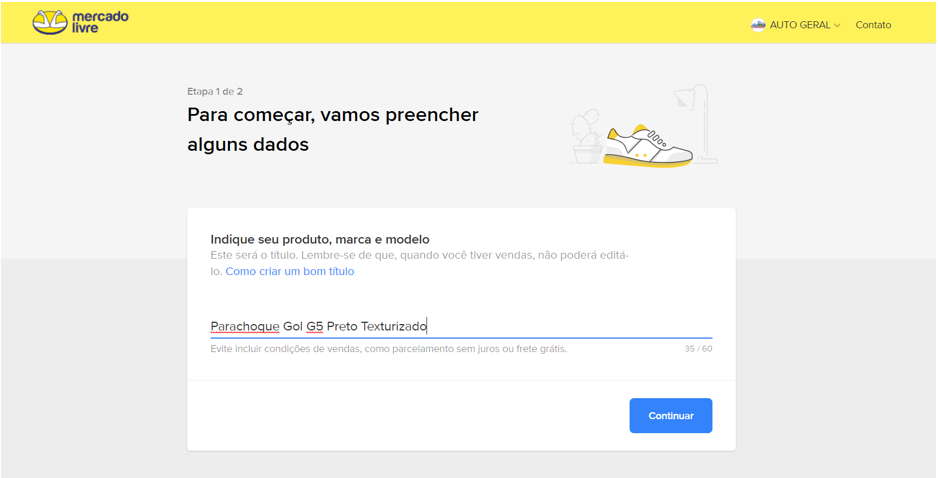 mercado
livre
AUTO GERAL
Contato
Etapa 1 de 2
Para começar, vamos preencher
alguns dados
Indique seu produto, marca e modelo
Este será o título. Lembre-se de que, quando você tiver vendas, não poderá editá-
lo. Como criar um bom título
Parachoque Gol G5 Preto Texturizado
Evite incluir condições de vendas, como parcelamento sem juros ou frete grátis.
35 / 60
Continuar